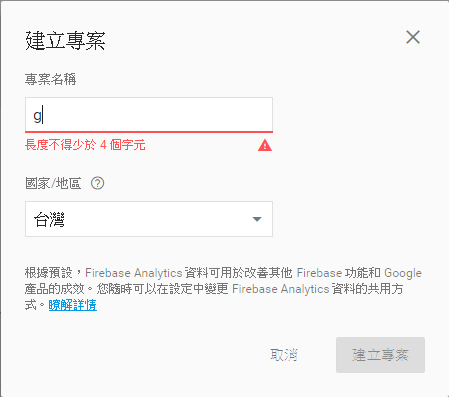 建立專案
專案名稱
g
長度不得少於 4 個字元
國家/地區
台灣
根據預設，Firebase Analytics 資料可用於改善其他 Firebase 功能和 Google
產品的成效。您隨時可以在設定中變更 Firebase Analytics 資料的共用方
式。瞭解詳情
取消 建立專案